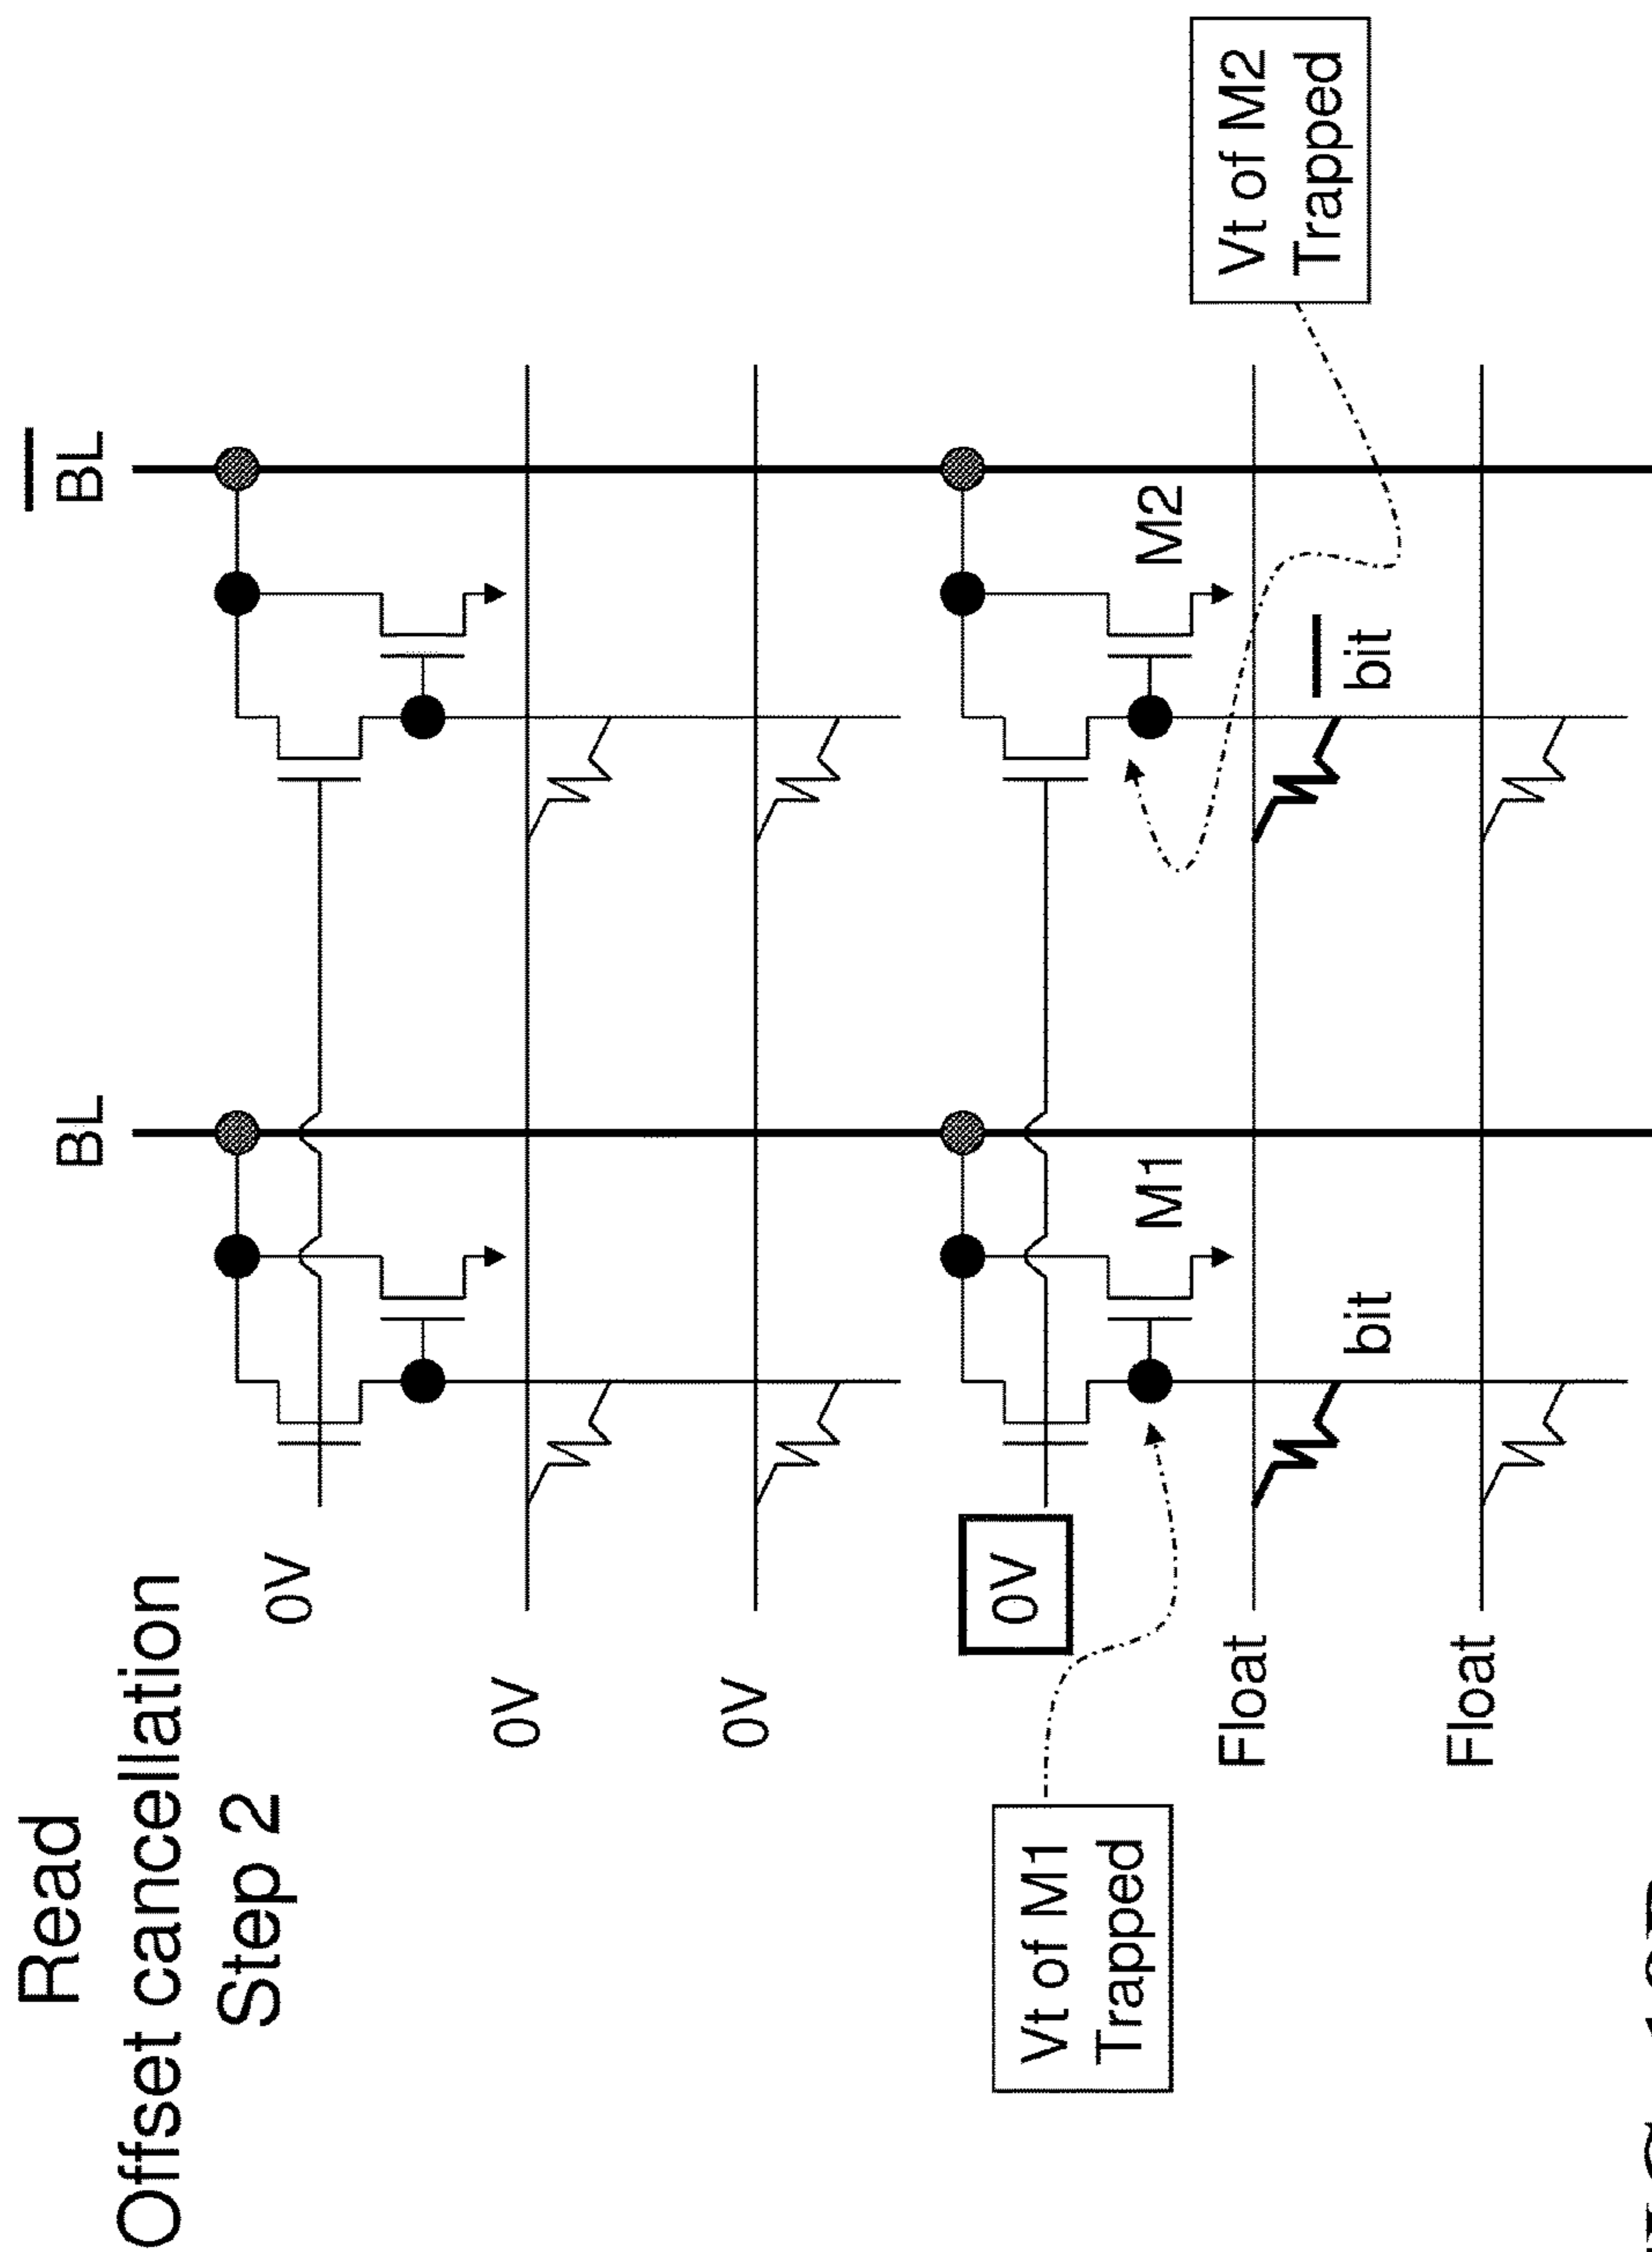 Read
Offset cancellation
Step 2
BL
BL
0V
0V
0V
0V
M1
M2
Float
bit
bit
Float
Vt of M1
Trapped
Vt of M2
Trapped